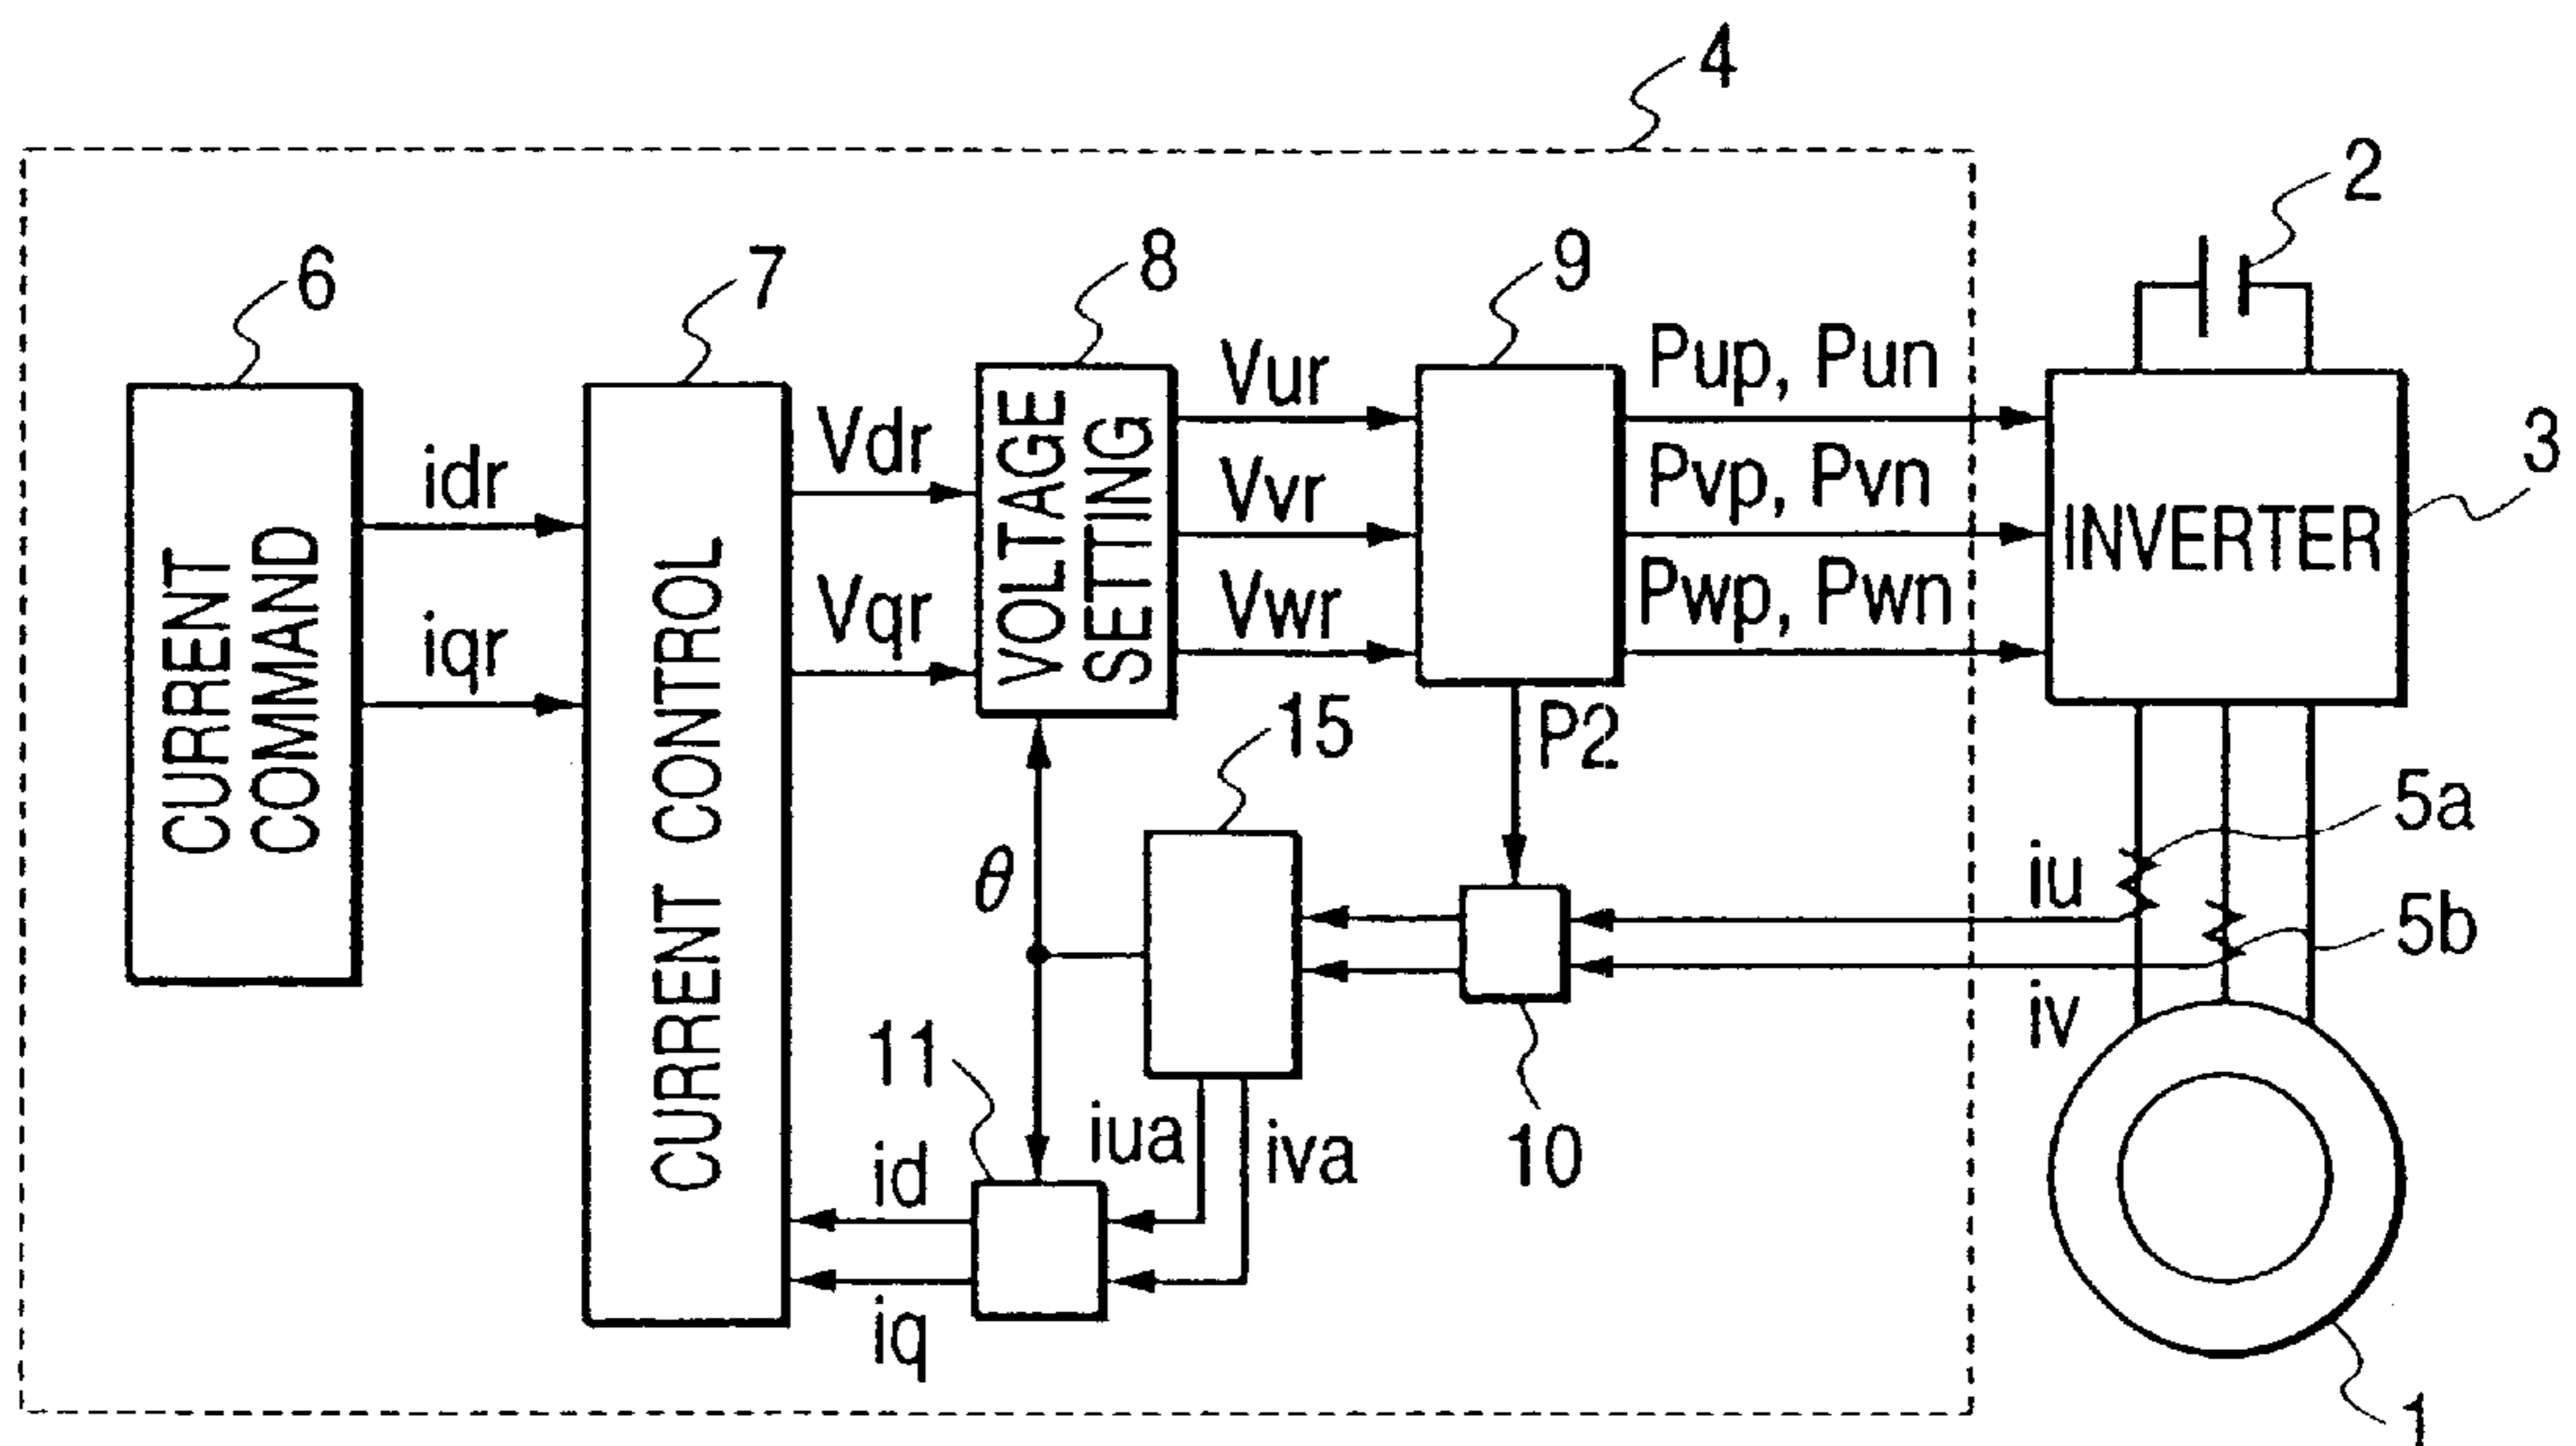 4
2
6
7
8
9
Vur
Pup, Pun
3
Vdr
idr
VOLTAGE
SETTING
Vvr
Pvp, Pvn
INVERTER
CURRENT
COMMAND
Vqr
iqr
CURRENT CONTROL
Vwr
Pwp, Pwn
15
P2
5a
θ
iu
5b
iv
11
iua
iva
10
id
iq
1